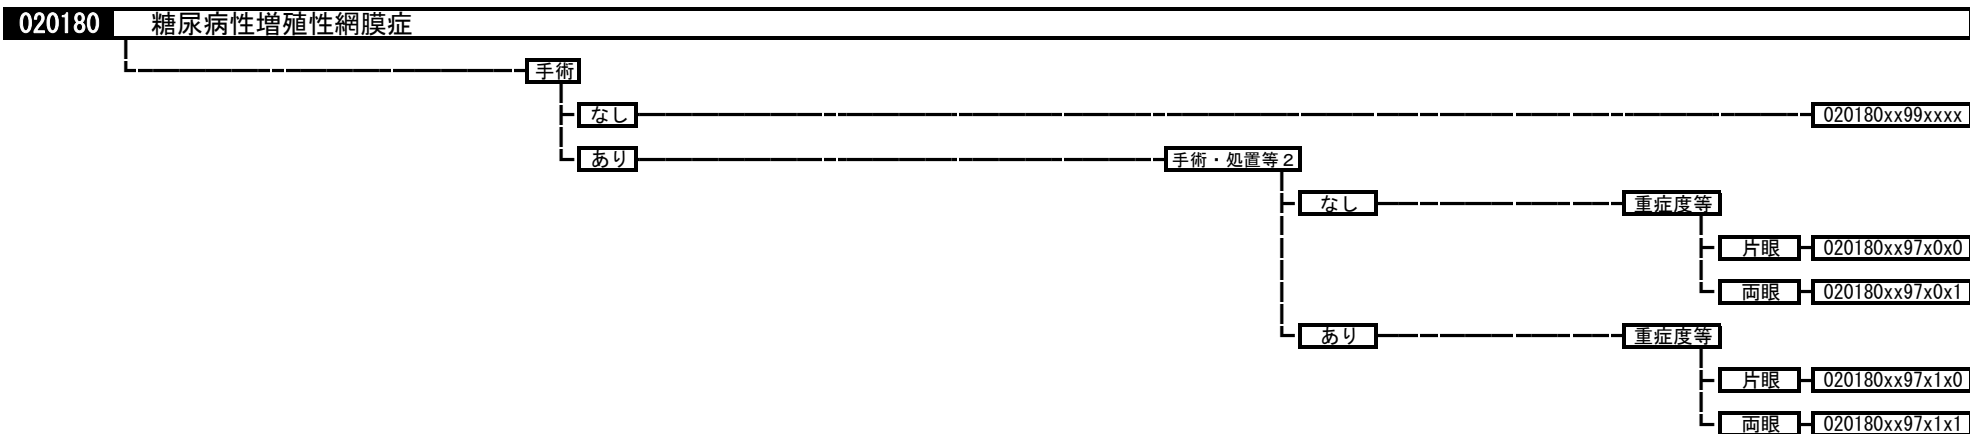 020180 糖尿病性増殖性網膜症
手術
なし 020180xx99xxxx
あり 手術・処置等２
なし 重症度等
片眼 020180xx97x0x0
両眼 020180xx97x0x1
あり 重症度等
片眼 020180xx97x1x0
両眼 020180xx97x1x1